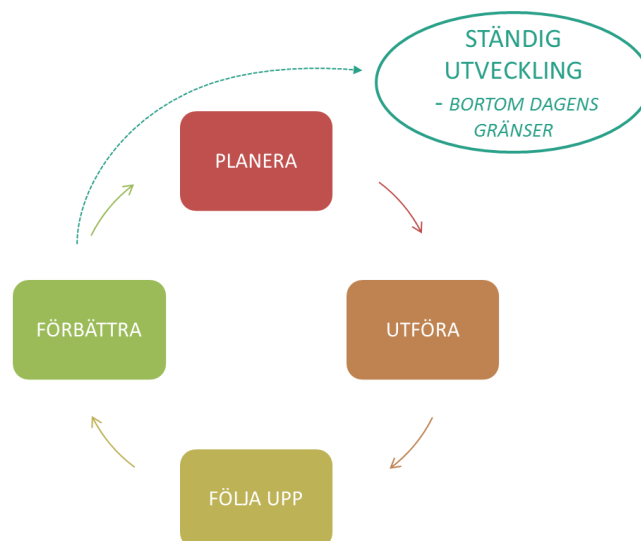 STÄNDIG
UTVECKLING
- BORTOM DAGENS
GRÄNSER
PLANERA
FÖRBÄTTRA
UTFÖRA
FÖLJA UPP